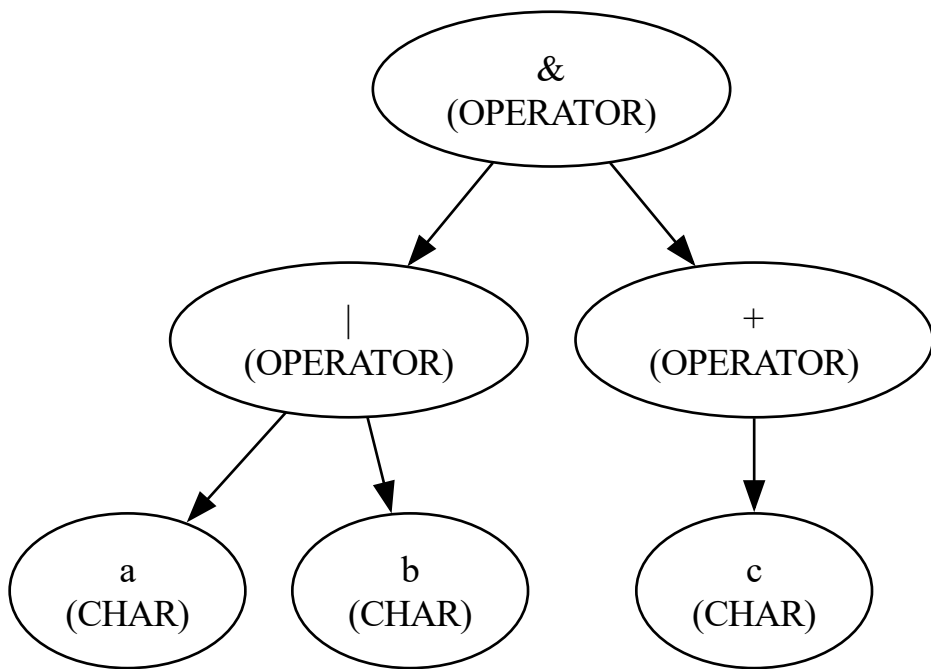 &
(OPERATOR)
|
(OPERATOR)
+
(OPERATOR)
a
(CHAR)
b
(CHAR)
c
(CHAR)